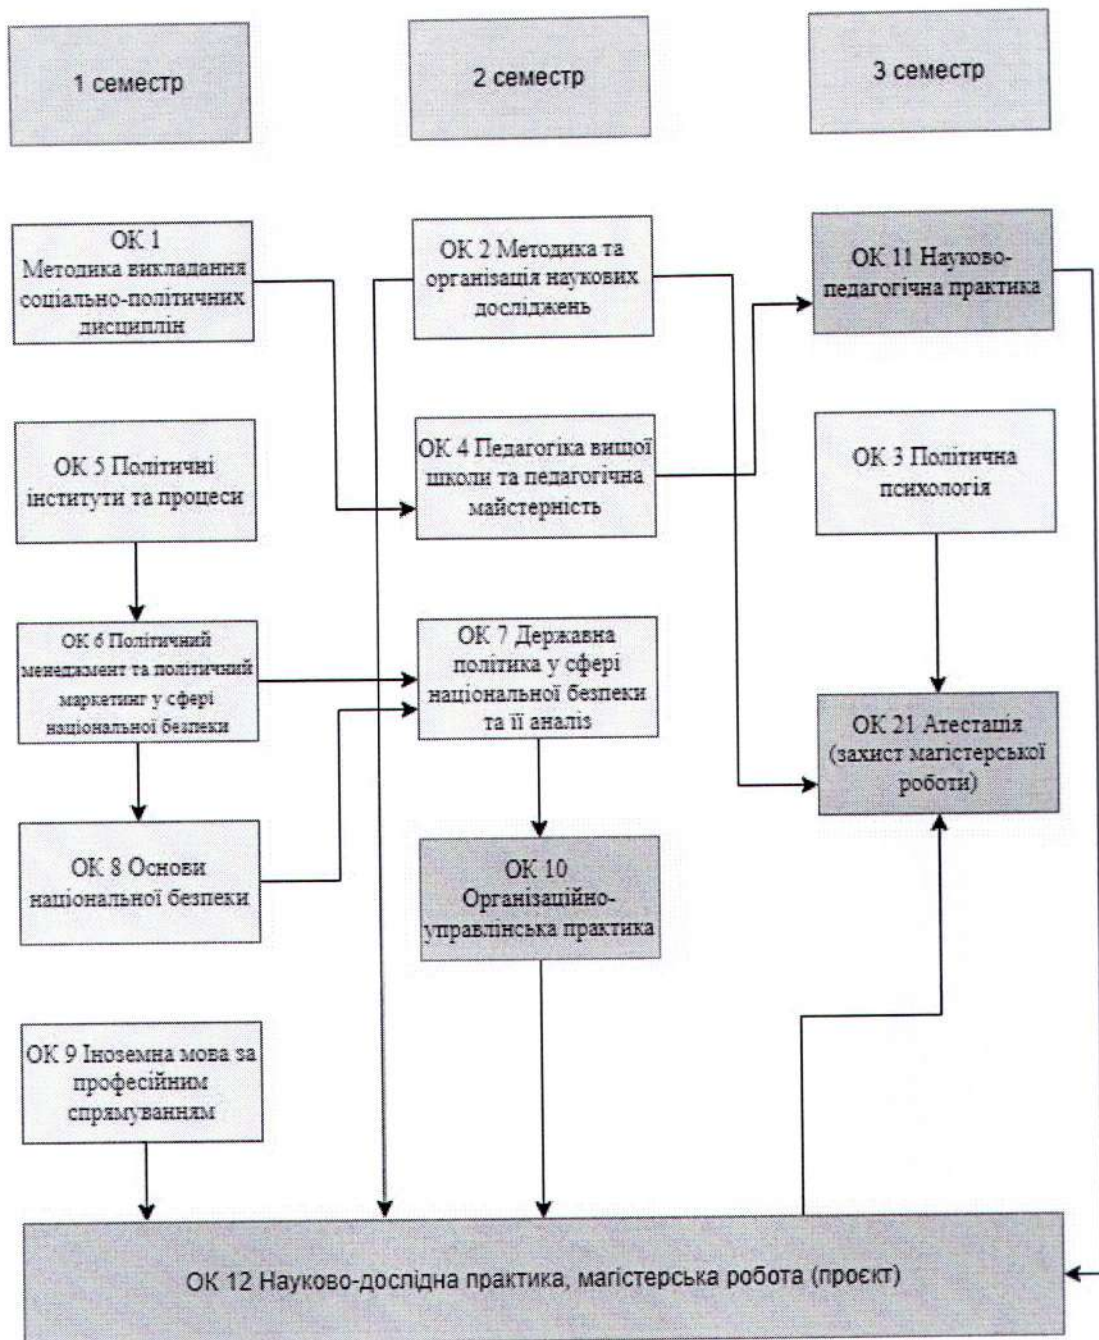 1 семестр
2 семестр
3 семестр
ОК 1
Методика викладання
соціально-політичних
дисциплін
ОК 2 Методика та
організація наукових
досліджень
ОК 11 Науково-
педагогічна практика
ОК 5 Політичні
інститути та процеси
ОК 4 Педагогіка вищої
школи та педагогічна
майстерність
ОК 3 Політична
психологія
ОК 6 Політичний
менеджмент та політичний
маркетинг у сфері
національної безпеки
ОК 7 Державна
політика у сфері
національної безпеки
та її аналіз
ОК 21 Атестація
(захист магістерської
роботи)
ОК 8 Основи
національної безпеки
ОК 10
Організаційно-
управлінська практика
ОК 9 Іноземна мова за
професійним
спрямуванням
ОК 12 Науково-дослідна практика, магістерська робота (проєкт)